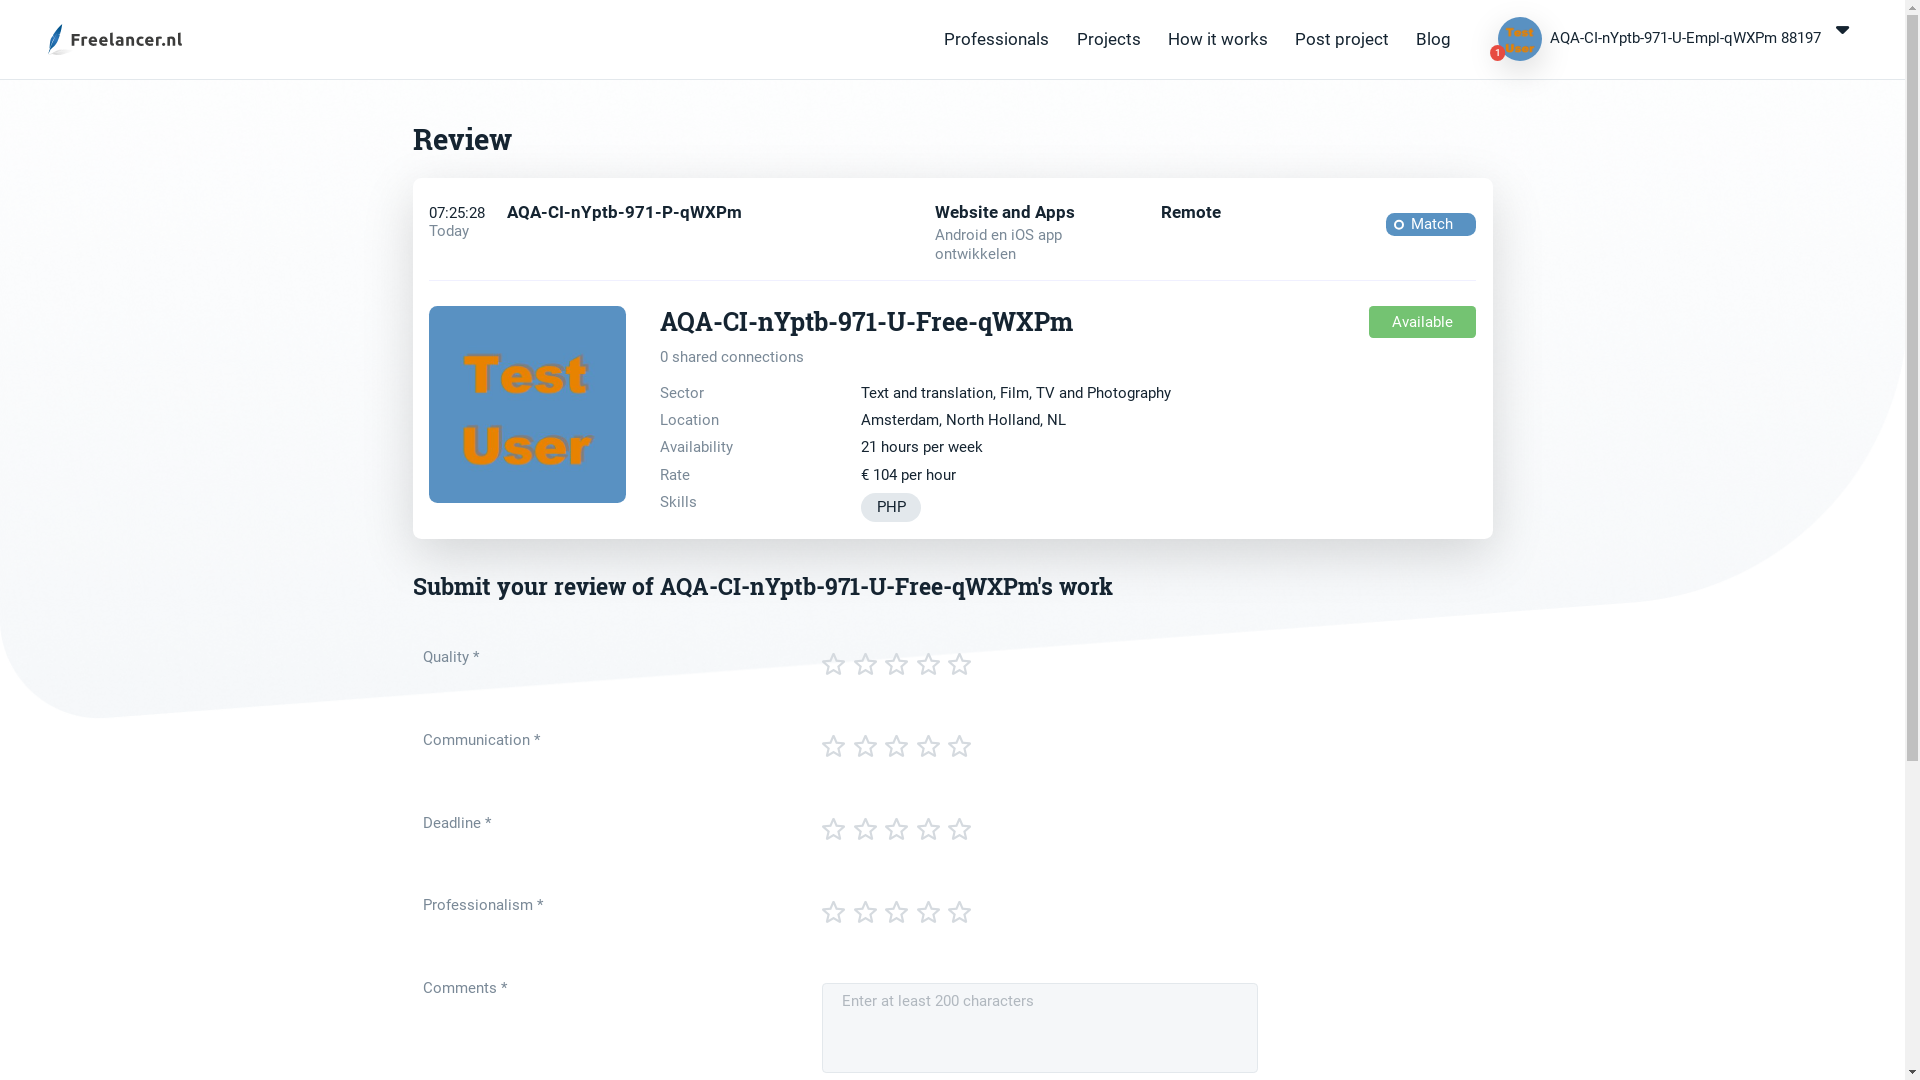 Freelancer.nl
Professionals Projects How it works Post project Blog
Test
User
1
AQA-CI-nYptb-971-U-Empl-qWXPm 88197
Review
07:25:28 AQA-CI-nYptb-971-P-qWXPm Website and Apps Remote
Today
Android en iOS app
ontwikkelen
Match
Test
User
AQA-CI-nYptb-971-U-Free-qWXPm
Available
0 shared connections
Sector Text and translation, Film, TV and Photography
Location Amsterdam, North Holland, NL
Availability 21 hours per week
Rate € 104 per hour
Skills PHP
Submit your review of AQA-CI-nYptb-971-U-Free-qWXPm's work
Quality *
Communication *
Deadline *
Professionalism *
Comments *
Enter at least 200 characters